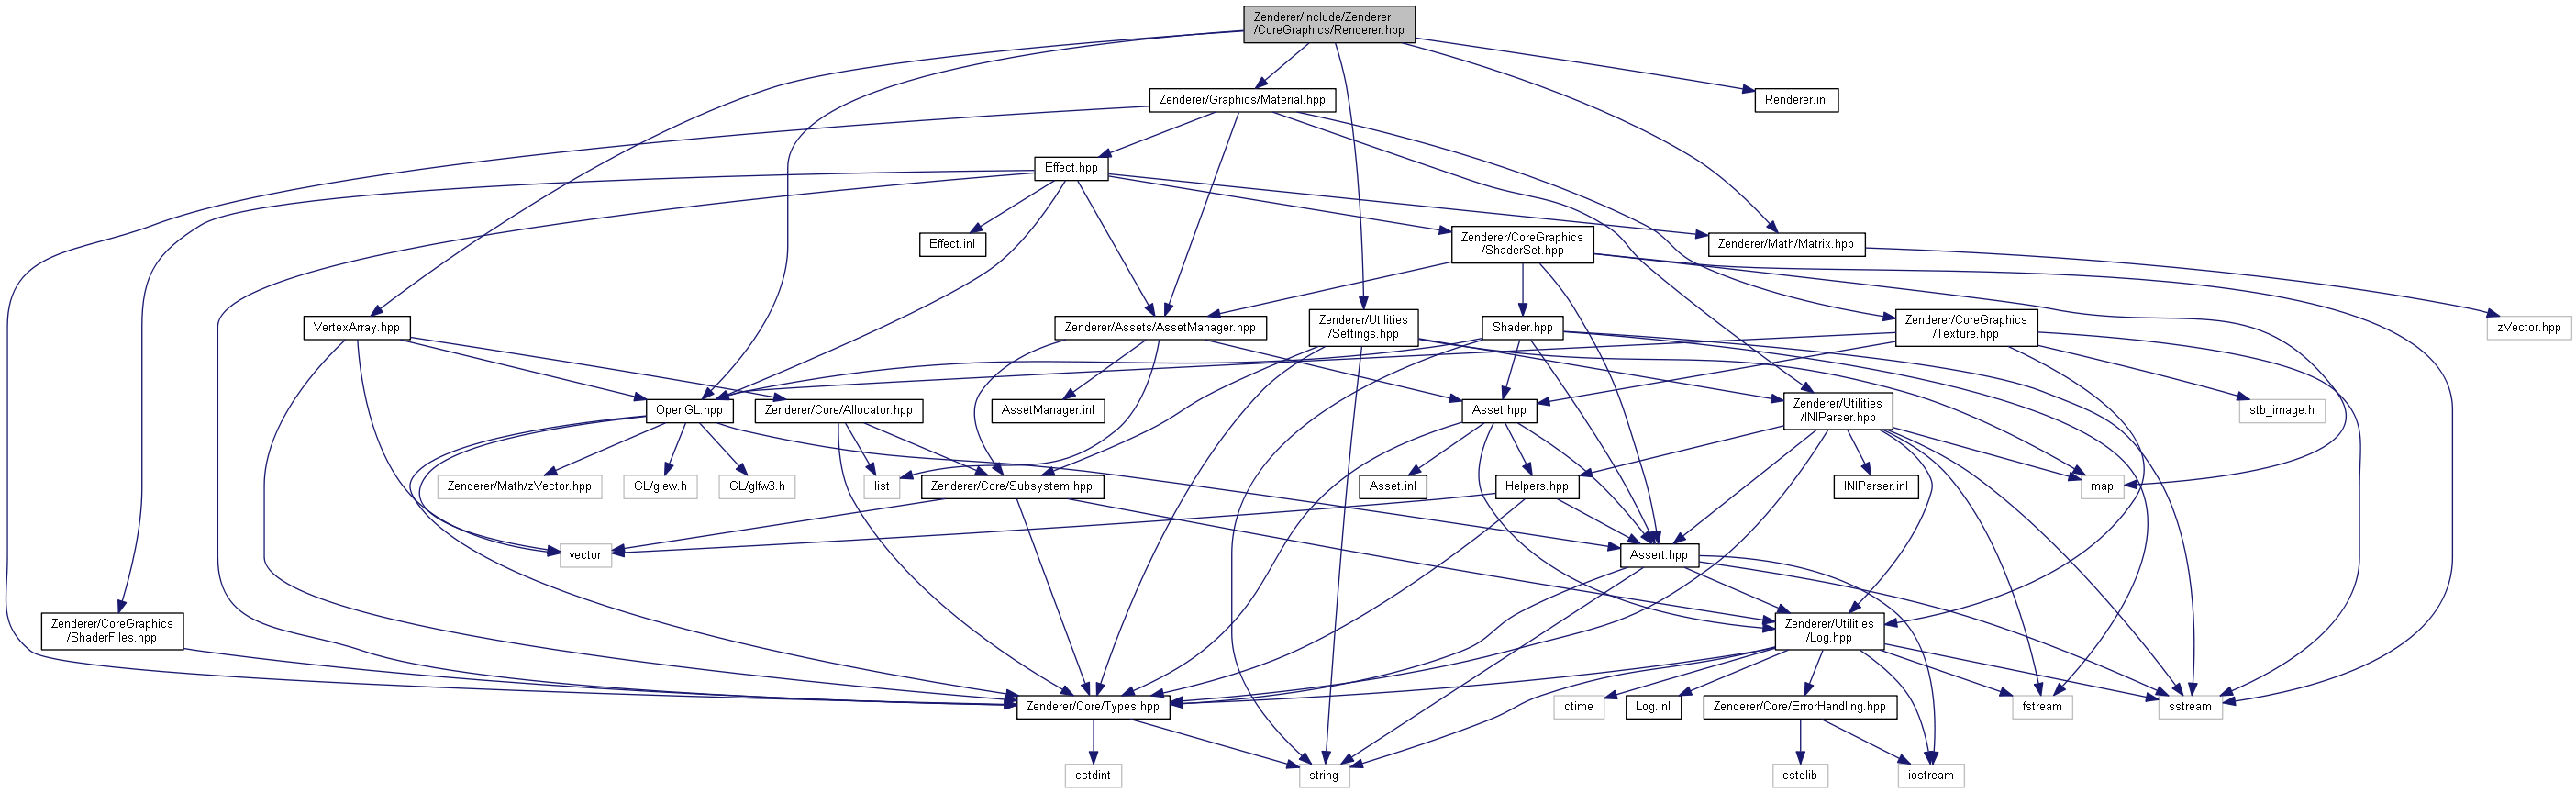 Zenderer/include/Zenderer
/CoreGraphics/Renderer.hpp
Zenderer/Graphics/Material.hpp
Renderer.inl
Effect.hpp
Effect.inl
Zenderer/CoreGraphics
/ShaderSet.hpp
Zenderer/Math/Matrix.hpp
VertexArray.hpp
Zenderer/Assets/AssetManager.hpp
Zenderer/Utilities
/Settings.hpp
Shader.hpp
Zenderer/CoreGraphics
/Texture.hpp
zVector.hpp
OpenGL.hpp
Zenderer/Core/Allocator.hpp
AssetManager.inl
Asset.hpp
Zenderer/Utilities
/INIParser.hpp
stb_image.h
Zenderer/Math/zVector.hpp
GL/glew.h
GL/glfw3.h
list
Zenderer/Core/Subsystem.hpp
Asset.inl
Helpers.hpp
INIParser.inl
map
vector
Assert.hpp
Zenderer/CoreGraphics
/ShaderFiles.hpp
Zenderer/Utilities
/Log.hpp
Zenderer/Core/Types.hpp
ctime
Log.inl
Zenderer/Core/ErrorHandling.hpp
fstream
sstream
cstdint
string
cstdlib
iostream